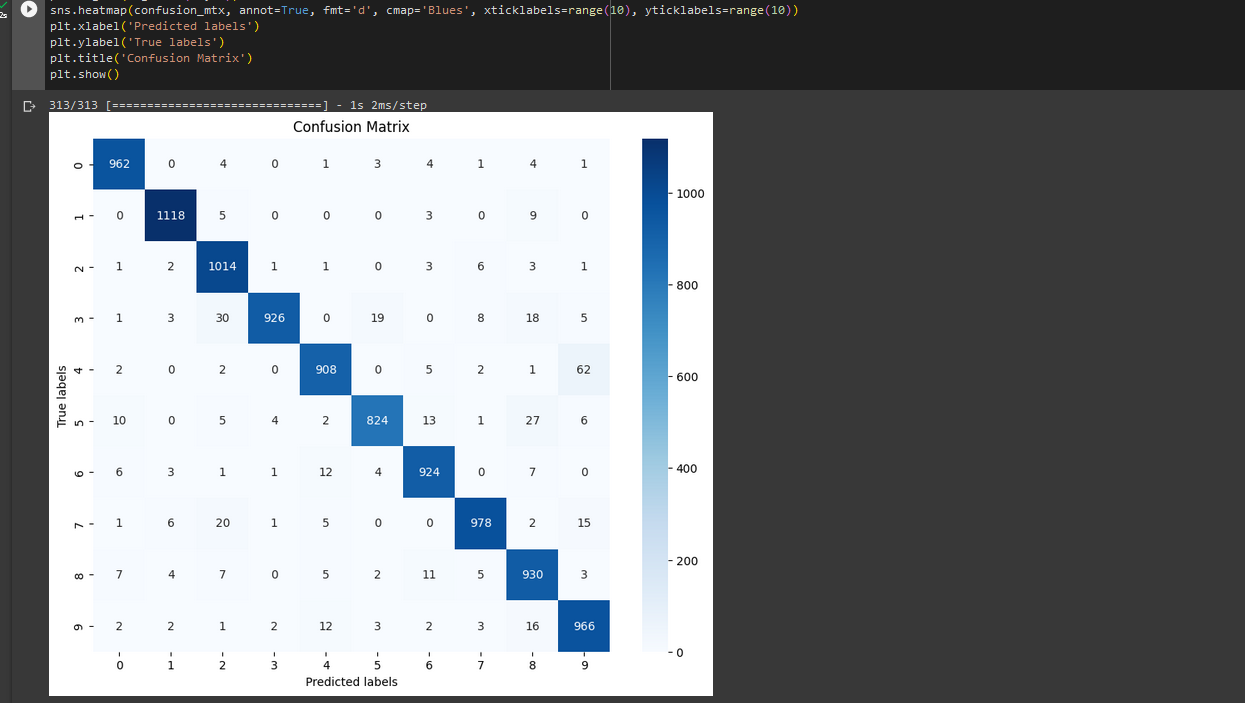 sns.heatmap(confusion_mtx, annot=True, fmt='d', cmap='Blues', xticklabels=range(10), yticklabels=range(10))
plt.xlabel('Predicted labels')
2s
plt.ylabel('True labels')
plt.title('Confusion Matrix')
plt.show()
313/313 [==============================] - 1s 2ms/step
Confusion Matrix
0 962 0 4 0 1 3 4 1 4 1
1 0 1118 5 0 0 0 3 0 9 0
2 1 2 1014 1 1 0 3 6 3 1
3 1 3 30 926 0 19 0 8 18 5
4 2 0 2 0 908 0 5 2 1 62
5 10 0 5 4 2 824 13 1 27 6
6 6 3 1 1 12 4 924 0 7 0
7 1 6 20 1 5 0 0 978 2 15
8 7 4 7 0 5 2 11 5 930 3
9 2 2 1 2 12 3 2 3 16 966
0 1 2 3 4 5 6 7 8 9
Predicted labels
True labels
1000
800
600
400
200
0